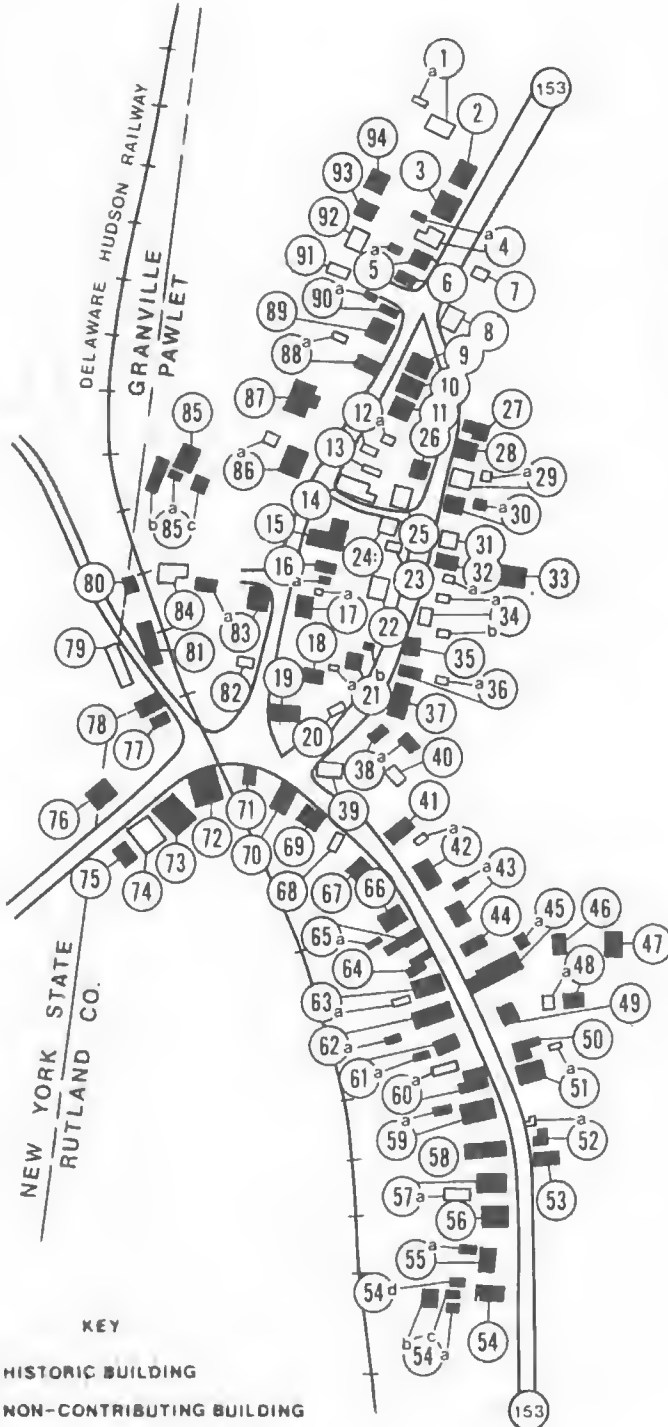 1
a
153
2
94
3
93
92
a
4
a
5
91
6
7
a
90
89
8
a
88
9
10
87
12
a
11
85
26
27
a
13
28
86
14
a
29
a
30
b
a
c
85
15
25
31
24
16
a
23
32
a
33
80
a
a
83
17
a
34
b
84
22
79
81
18
35
82
19
a
b
21
a
36
78
20
37
77
38
a
40
76
72
71
39
41
70
69
a
42
75
74
73
68
67
a
43
66
44
a
45
46
47
65
a
64
a
48
63
a
49
62
a
50
61
a
a
51
60
a
59
a
a
52
58
53
57
a
56
55
a
54
d
b
c
a
54
54
153
DELAWARE HUDSON RAILWAY
GRANVILLE
PAWLET
NEW YORK STATE
RUTLAND CO.
KEY
HISTORIC BUILDING
NON-CONTRIBUTING BUILDING